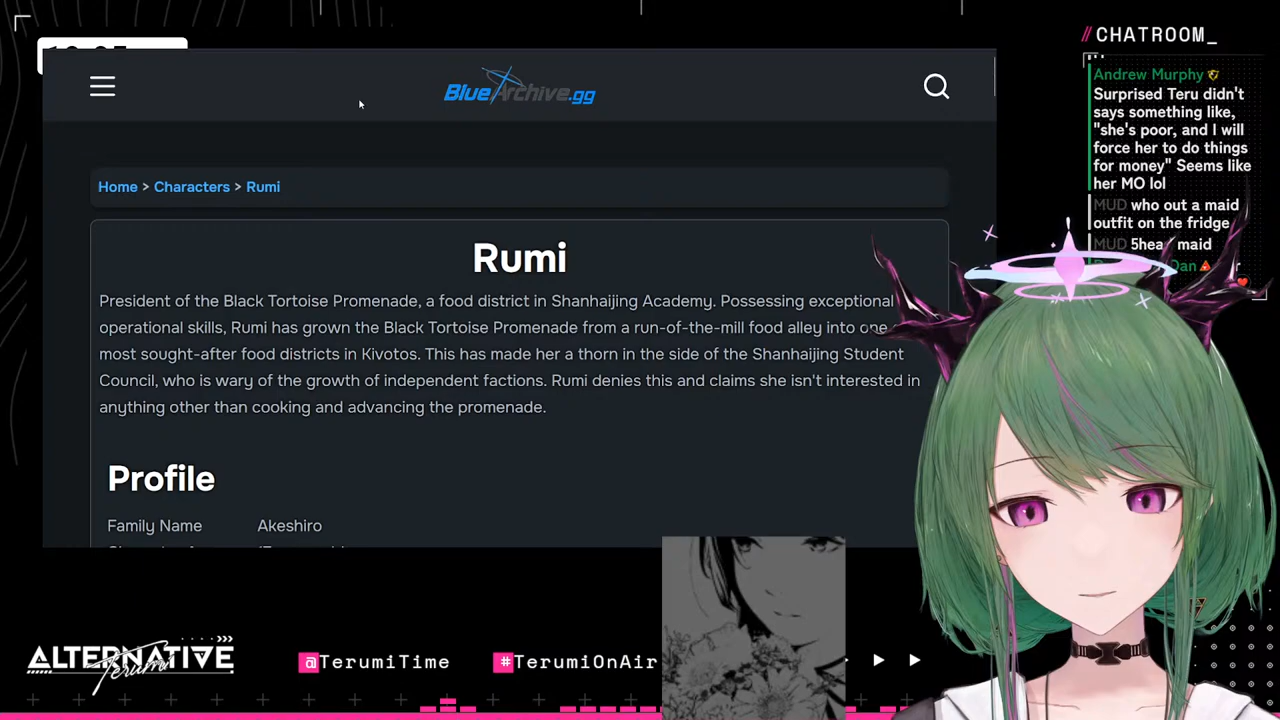 //CHATROOM_
BlueArchive.gg
Home > Characters > Rumi
Rumi
President of the Black Tortoise Promenade, a food district in Shanhaijing Academy. Possessing exceptional
operational skills, Rumi has grown the Black Tortoise Promenade from a run-of-the-mill food alley into one
most sought-after food districts in Kivotos. This has made her a thorn in the side of the Shanhaijing Student
Council, who is wary of the growth of independent factions. Rumi denies this and claims she isn't interested in
anything other than cooking and advancing the promenade.
Profile
Family Name Akeshiro
Andrew Murphy
Surprised Teru didn't
says something like,
"she's poor, and I will
force her to do things
for money" Seems like
her MO lol
MUD who out a maid
outfit on the fridge
MUD 5head maid
Dan
ALTERNATIVE
Terumi
@TerumiTime
#TerumiOnAir